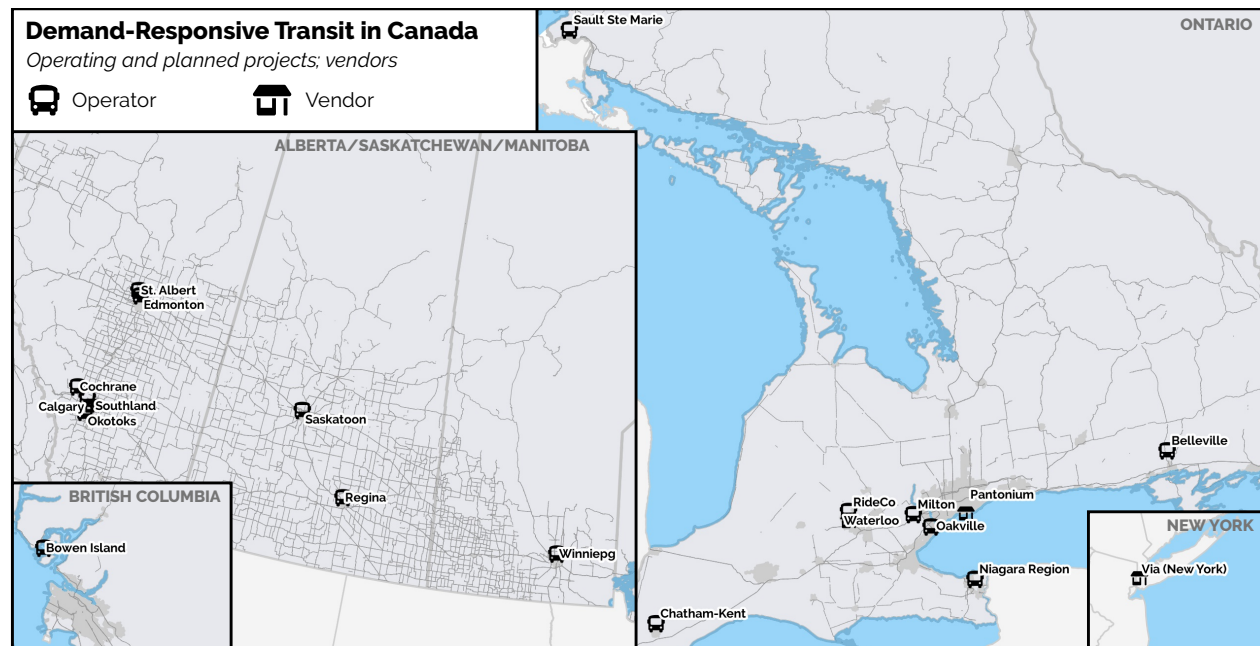 Demand-Responsive Transit in Canada
Operating and planned projects; vendors
Operator
Vendor
ONTARIO
Sault Ste Marie
ALBERTA/SASKATCHEWAN/MANITOBA
St. Albert
Edmonton
Cochrane
Calgary
Southland
Okotoks
Saskatoon
Regina
Winniepg
BRITISH COLUMBIA
Bowen Island
Belleville
Pantonium
RideCo
Milton
Waterloo
Oakville
Niagara Region
Chatham-Kent
NEW YORK
Via (New York)